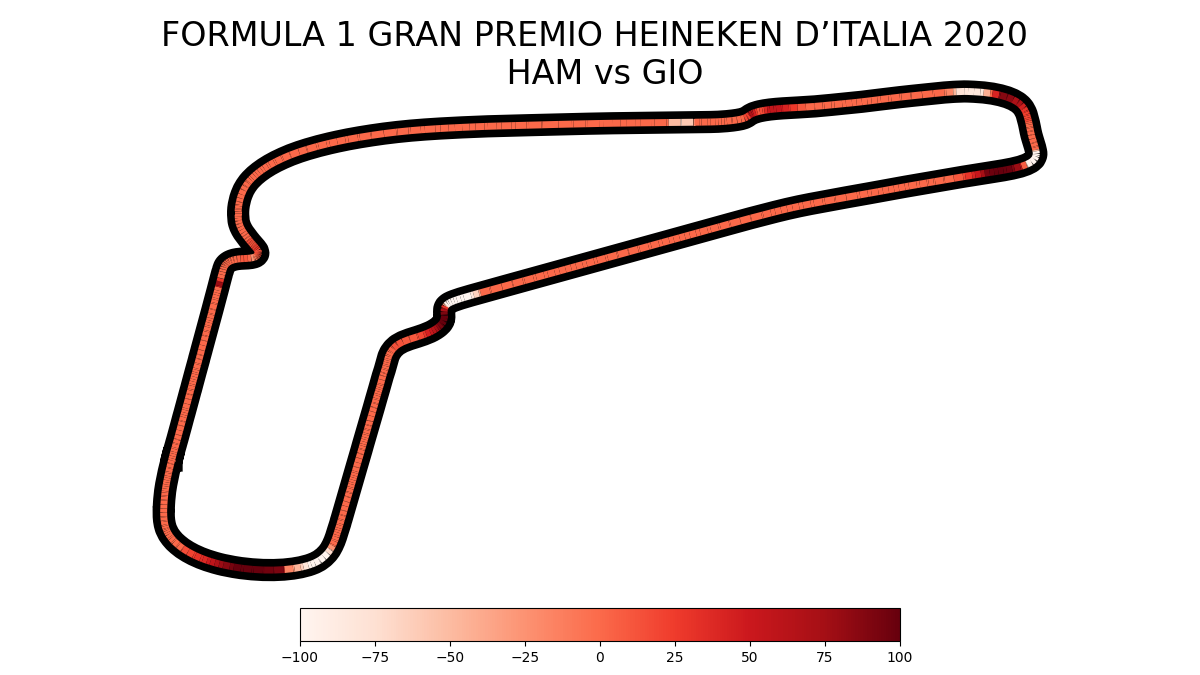 FORMULA 1 GRAN PREMIO HEINEKEN D’ITALIA 2020
HAM vs GIO
−100 −75 −50 −25 0 25 50 75 100